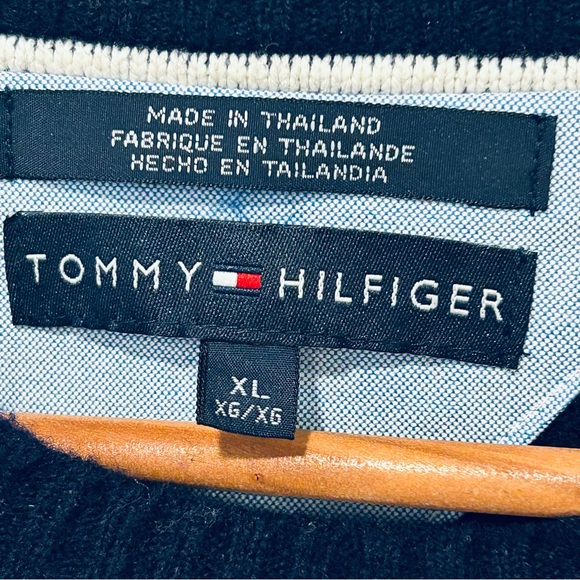 MADE IN THAILAND
FABRIQUE EN THAILANDE
HECHO EN TAILANDIA
TOMMY HILFIGER
XL
XG/XG